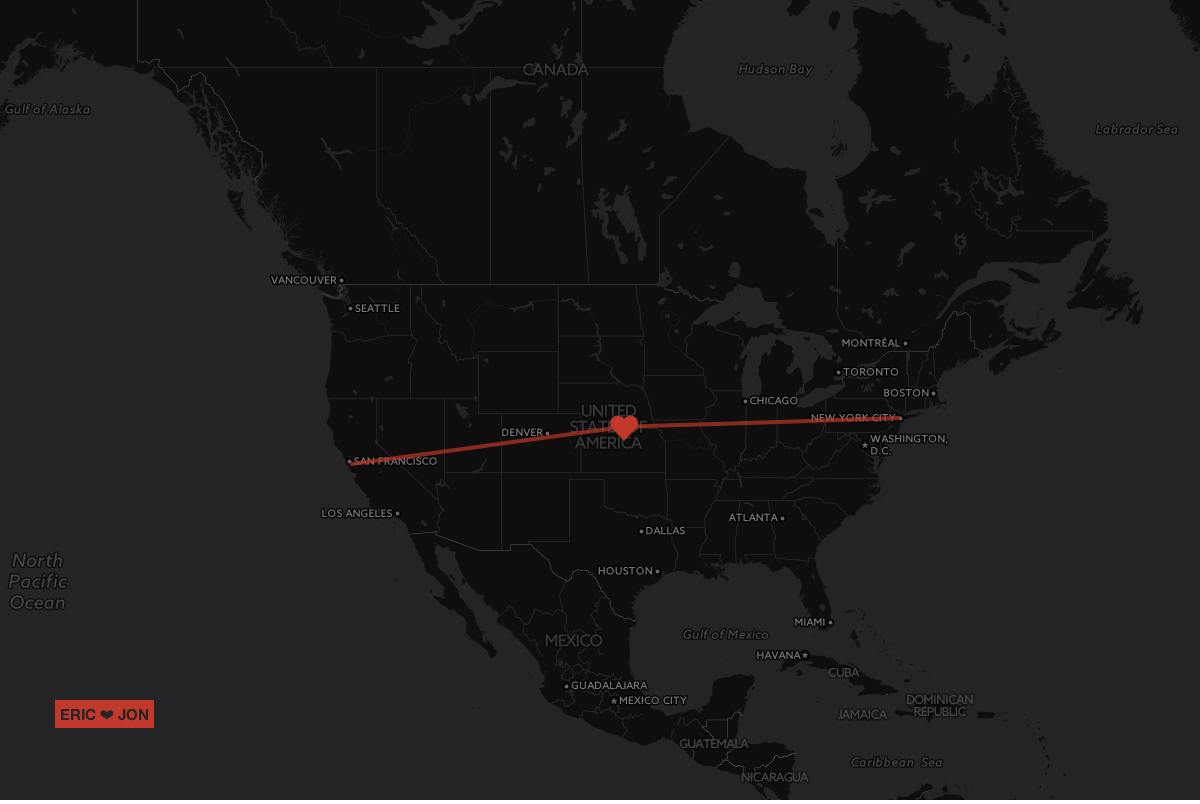 CANADA
Hudson Bay
Gulf of Alaska
Labrador Sea
VANCOUVER
SEATTLE
MONTRÉAL
TORONTO
BOSTON
CHICAGO
UNITED
STATES OF
AMERICA
NEW YORK CITY
DENVER
WASHINGTON,
D.C.
SAN FRANCISCO
LOS ANGELES
ATLANTA
DALLAS
North
Pacific
Ocean
HOUSTON
MIAMI
Gulf of Mexico
MEXICO
HAVANA
CUBA
GUADALAJARA
MEXICO CITY
DOMINICAN
REPUBLIC
JAMAICA
ERIC ❤ JON
GUATEMALA
Caribbean Sea
NICARAGUA